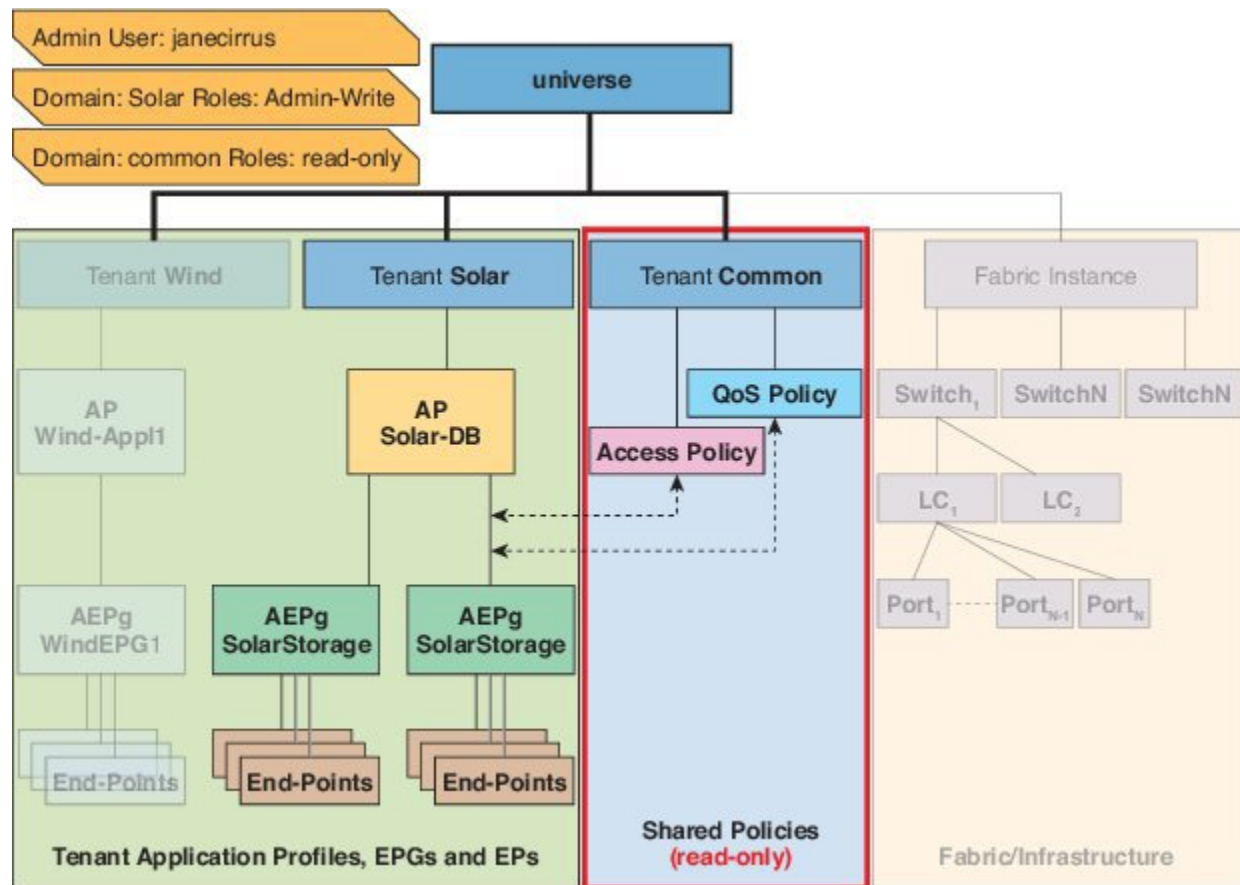 Admin User: janecirrus
Domain: Solar Roles: Admin-Write
Domain: common Roles: read-only
universe
Tenant Wind
Tenant Solar
Tenant Common
Fabric Instance
AP
Wind-Appl1
AP
Solar-DB
QoS Policy
Access Policy
Switch1
SwitchN
SwitchN
LC1
LC2
Port1
PortN-1
PortN
AEPg
WindEPG1
AEPg
SolarStorage
AEPg
SolarStorage
End-Points
End-Points
End-Points
Tenant Application Profiles, EPGs and EPs
Shared Policies
(read-only)
Fabric/Infrastructure